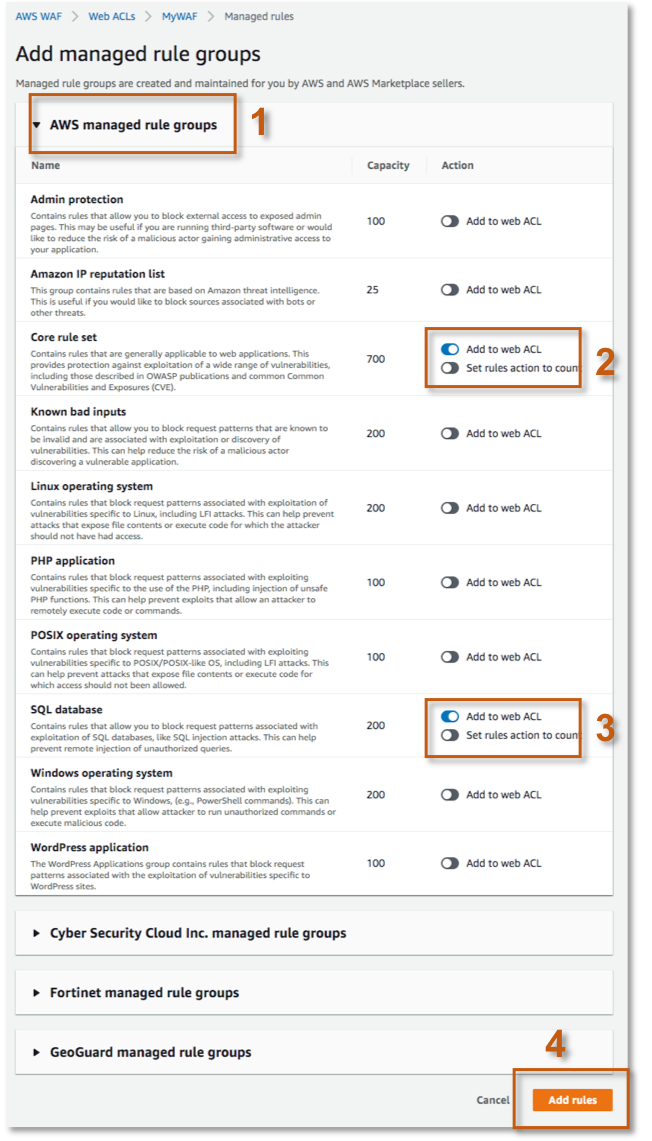 AWS WAF > Web ACLs > MyWAF > Managed rules
Add managed rule groups
Managed rule groups are created and maintained for you by AWS and AWS Marketplace sellers.
AWS managed rule groups
1
Name Capacity Action
Admin protection
Contains rules that allow you to block external access to exposed admin
pages. This may be useful if you are running third-party software or would
like to reduce the risk of a malicious actor gaining administrative access to
your application.
100 Add to web ACL
Amazon IP reputation list
This group contains rules that are based on Amazon threat intelligence.
This is useful if you would like to block sources associated with bots or
other threats.
25 Add to web ACL
Core rule set
Contains rules that are generally applicable to web applications. This
provides protection against exploitation of a wide range of vulnerabilities,
including those described in OWASP publications and common Common
Vulnerabilities and Exposures (CVE).
700 Add to web ACL
Set rules action to count
2
Known bad inputs
Contains rules that allow you to block request patterns that are known to
be invalid and are associated with exploitation or discovery of
vulnerabilities. This can help reduce the risk of a malicious actor
discovering a vulnerable application.
200 Add to web ACL
Linux operating system
Contains rules that block request patterns associated with exploitation of
vulnerabilities specific to Linux, including LFI attacks. This can help prevent
attacks that expose file contents or execute code for which the attacker
should not have had access.
200 Add to web ACL
PHP application
Contains rules that block request patterns associated with exploiting
vulnerabilities specific to the use of the PHP, including injection of unsafe
PHP functions. This can help prevent exploits that allow an attacker to
remotely execute code or commands.
100 Add to web ACL
POSIX operating system
Contains rules that block request patterns associated with exploiting
vulnerabilities specific to POSIX/POSIX-like OS, including LFI attacks. This
can help prevent attacks that expose file contents or execute code for
which access should not been allowed.
100 Add to web ACL
SQL database
Contains rules that allow you to block request patterns associated with
exploitation of SQL databases, like SQL injection attacks. This can help
prevent remote injection of unauthorized queries.
200 Add to web ACL
Set rules action to count
3
Windows operating system
Contains rules that block request patterns associated with exploiting
vulnerabilities specific to Windows, (e.g., PowerShell commands). This can
help prevent exploits that allow attacker to run unauthorized commands or
execute malicious code.
200 Add to web ACL
WordPress application
The WordPress Applications group contains rules that block request
patterns associated with the exploitation of vulnerabilities specific to
WordPress sites.
100 Add to web ACL
Cyber Security Cloud Inc. managed rule groups
Fortinet managed rule groups
GeoGuard managed rule groups
4
Cancel Add rules